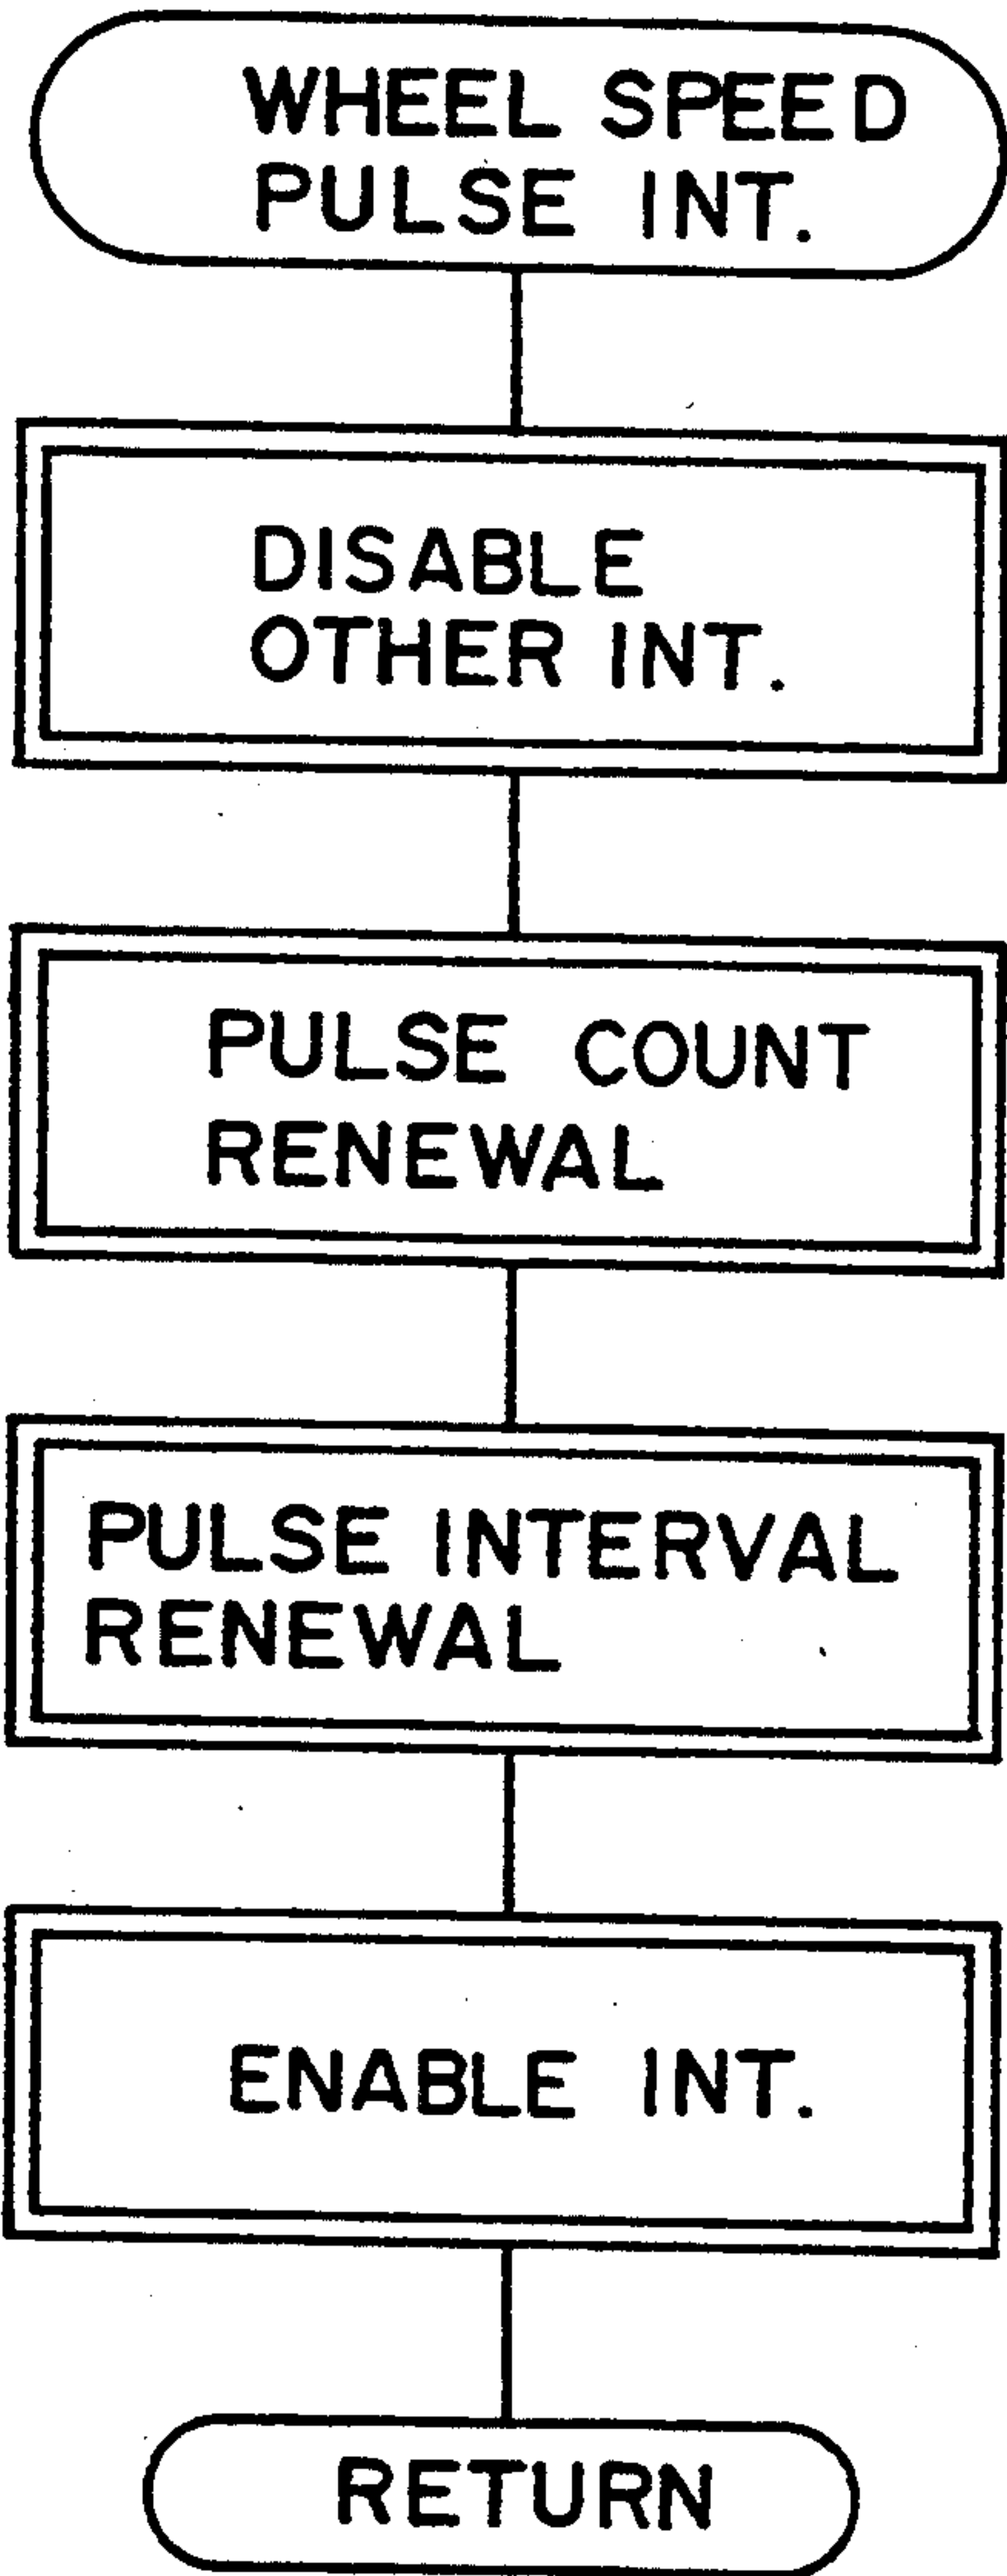 WHEEL SPEED
PULSE INT.
DISABLE
OTHER INT.
PULSE COUNT
RENEWAL
PULSE INTERVAL
RENEWAL
ENABLE INT.
RETURN